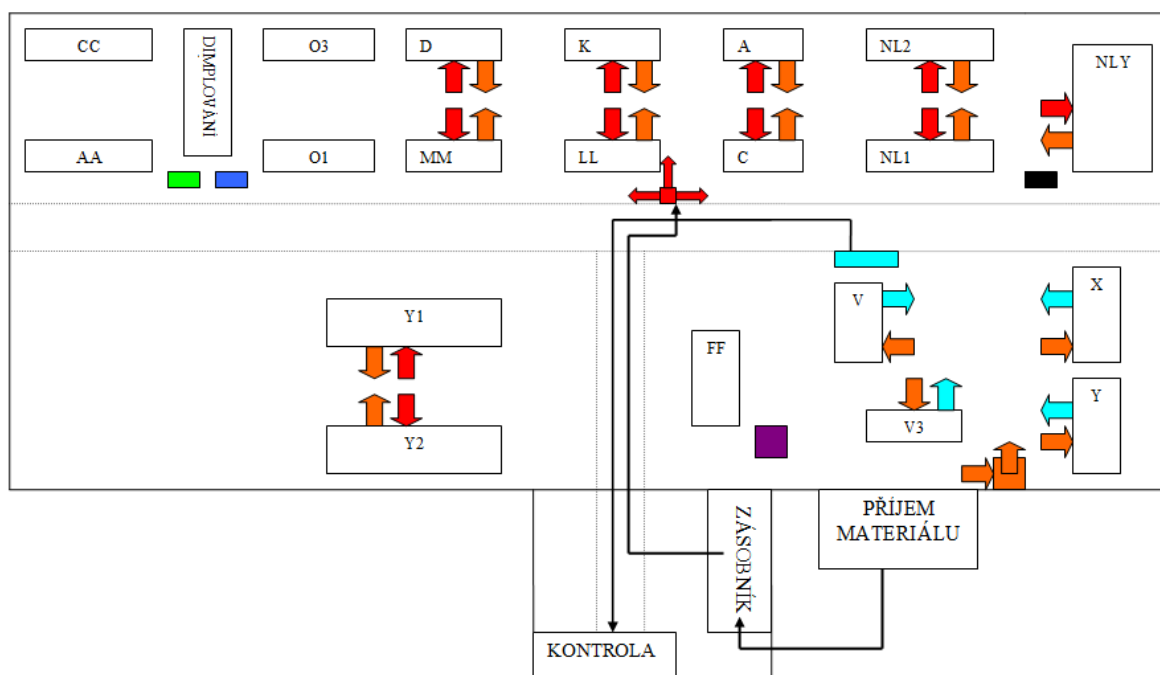 CC
DIMPLOVÁNÍ
O3
D
K
A
NL2
NLY
AA
O1
MM
LL
C
NL1
Y1
Y2
FF
V
X
V3
Y
ZÁSOBNÍK
PŘÍJEM
MATERIÁLU
KONTROLA